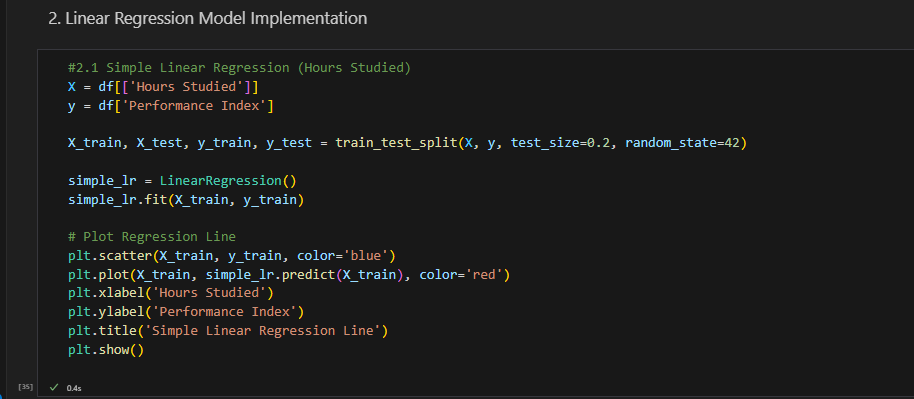 2. Linear Regression Model Implementation
#2.1 Simple Linear Regression (Hours Studied)
X = df[['Hours Studied']]
y = df['Performance Index']
X_train, X_test, y_train, y_test = train_test_split(X, y, test_size=0.2, random_state=42)
simple_lr = LinearRegression()
simple_lr.fit(X_train, y_train)
# Plot Regression Line
plt.scatter(X_train, y_train, color='blue')
plt.plot(X_train, simple_lr.predict(X_train), color='red')
plt.xlabel('Hours Studied')
plt.ylabel('Performance Index')
plt.title('Simple Linear Regression Line')
plt.show()
[35] ✓ 0.4s